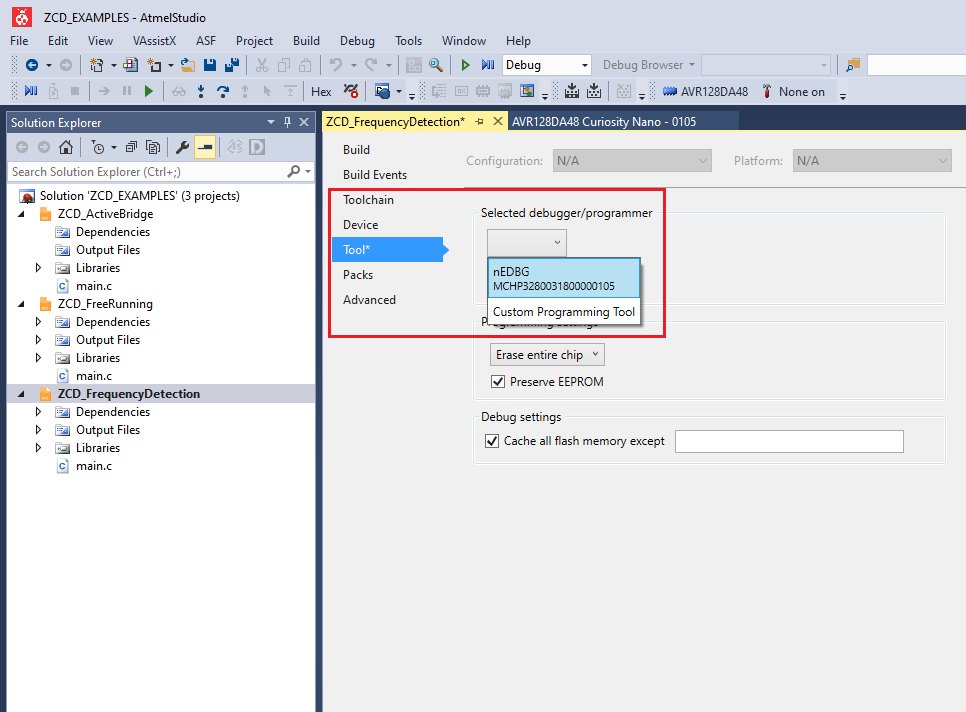 ZCD_EXAMPLES - AtmelStudio
File Edit View VAssistX ASF Project Build Debug Tools Window Help
Debug Debug Browser
Hex AVR128DA48 None on
Solution Explorer
Search Solution Explorer (Ctrl+;)
Solution 'ZCD_EXAMPLES' (3 projects)
ZCD_ActiveBridge
Dependencies
Output Files
Libraries
main.c
ZCD_FreeRunning
Dependencies
Output Files
Libraries
main.c
ZCD_FrequencyDetection
Dependencies
Output Files
Libraries
main.c
ZCD_FrequencyDetection* AVR128DA48 Curiosity Nano - 0105
Build
Build Events
Toolchain
Device
Tool*
Packs
Advanced
Configuration: N/A Platform: N/A
Selected debugger/programmer
nEDBG
MCHP3280031800000105
Custom Programming Tool
Programming settings
Erase entire chip
Preserve EEPROM
Debug settings
Cache all flash memory except